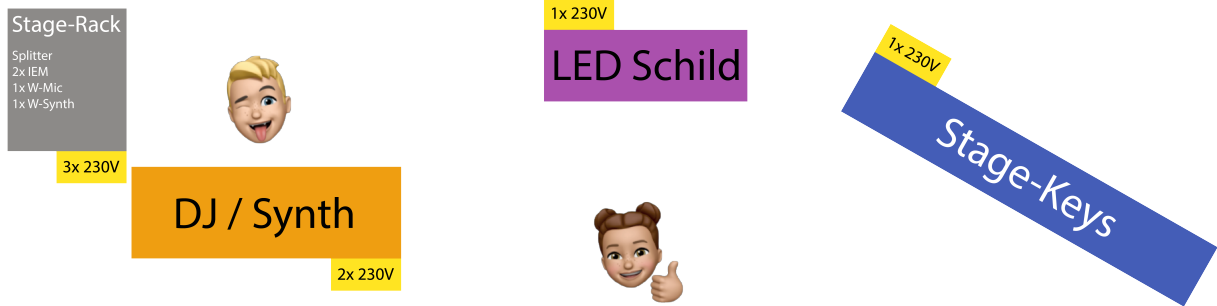 Stage-Rack
Splitter
2x IEM
1x W-Mic
1x W-Synth
3x 230V
DJ / Synth
2x 230V
1x 230V
LED Schild
1x 230V
Stage-Keys